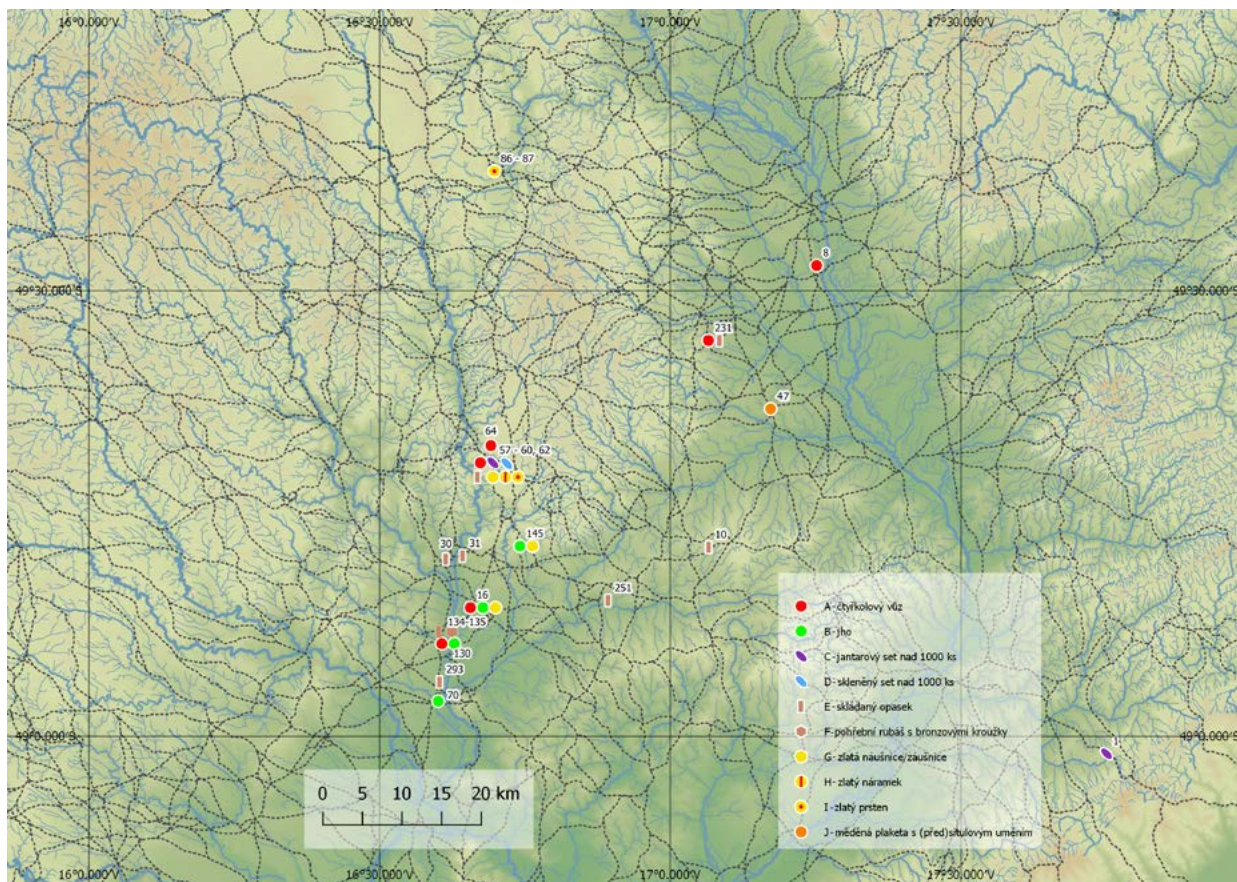 16°0.000'V 16°30.000'V 17°0.000'V 17°30.000'V
86 - 87
8
49°30.000'S 49°30.000'S
231
47
64
57 - 60, 62
145
30 31 10
251
16
134-135
130
293
70
49°0.000'S 49°0.000'S
1
A-čtyřkolový vůz
B-jho
C-jantarový set nad 1000 ks
D-skleněný set nad 1000 ks
E-skládaný opasek
F-pohřební rubáš s bronzovými kroužky
G-zlatá náušnice/záušnice
H-zlatý náramek
I-zlatý prsten
J-měděná plaketa s (před)situlovým uměním
0 5 10 15 20 km
16°0.000'V 16°30.000'V 17°0.000'V 17°30.000'V